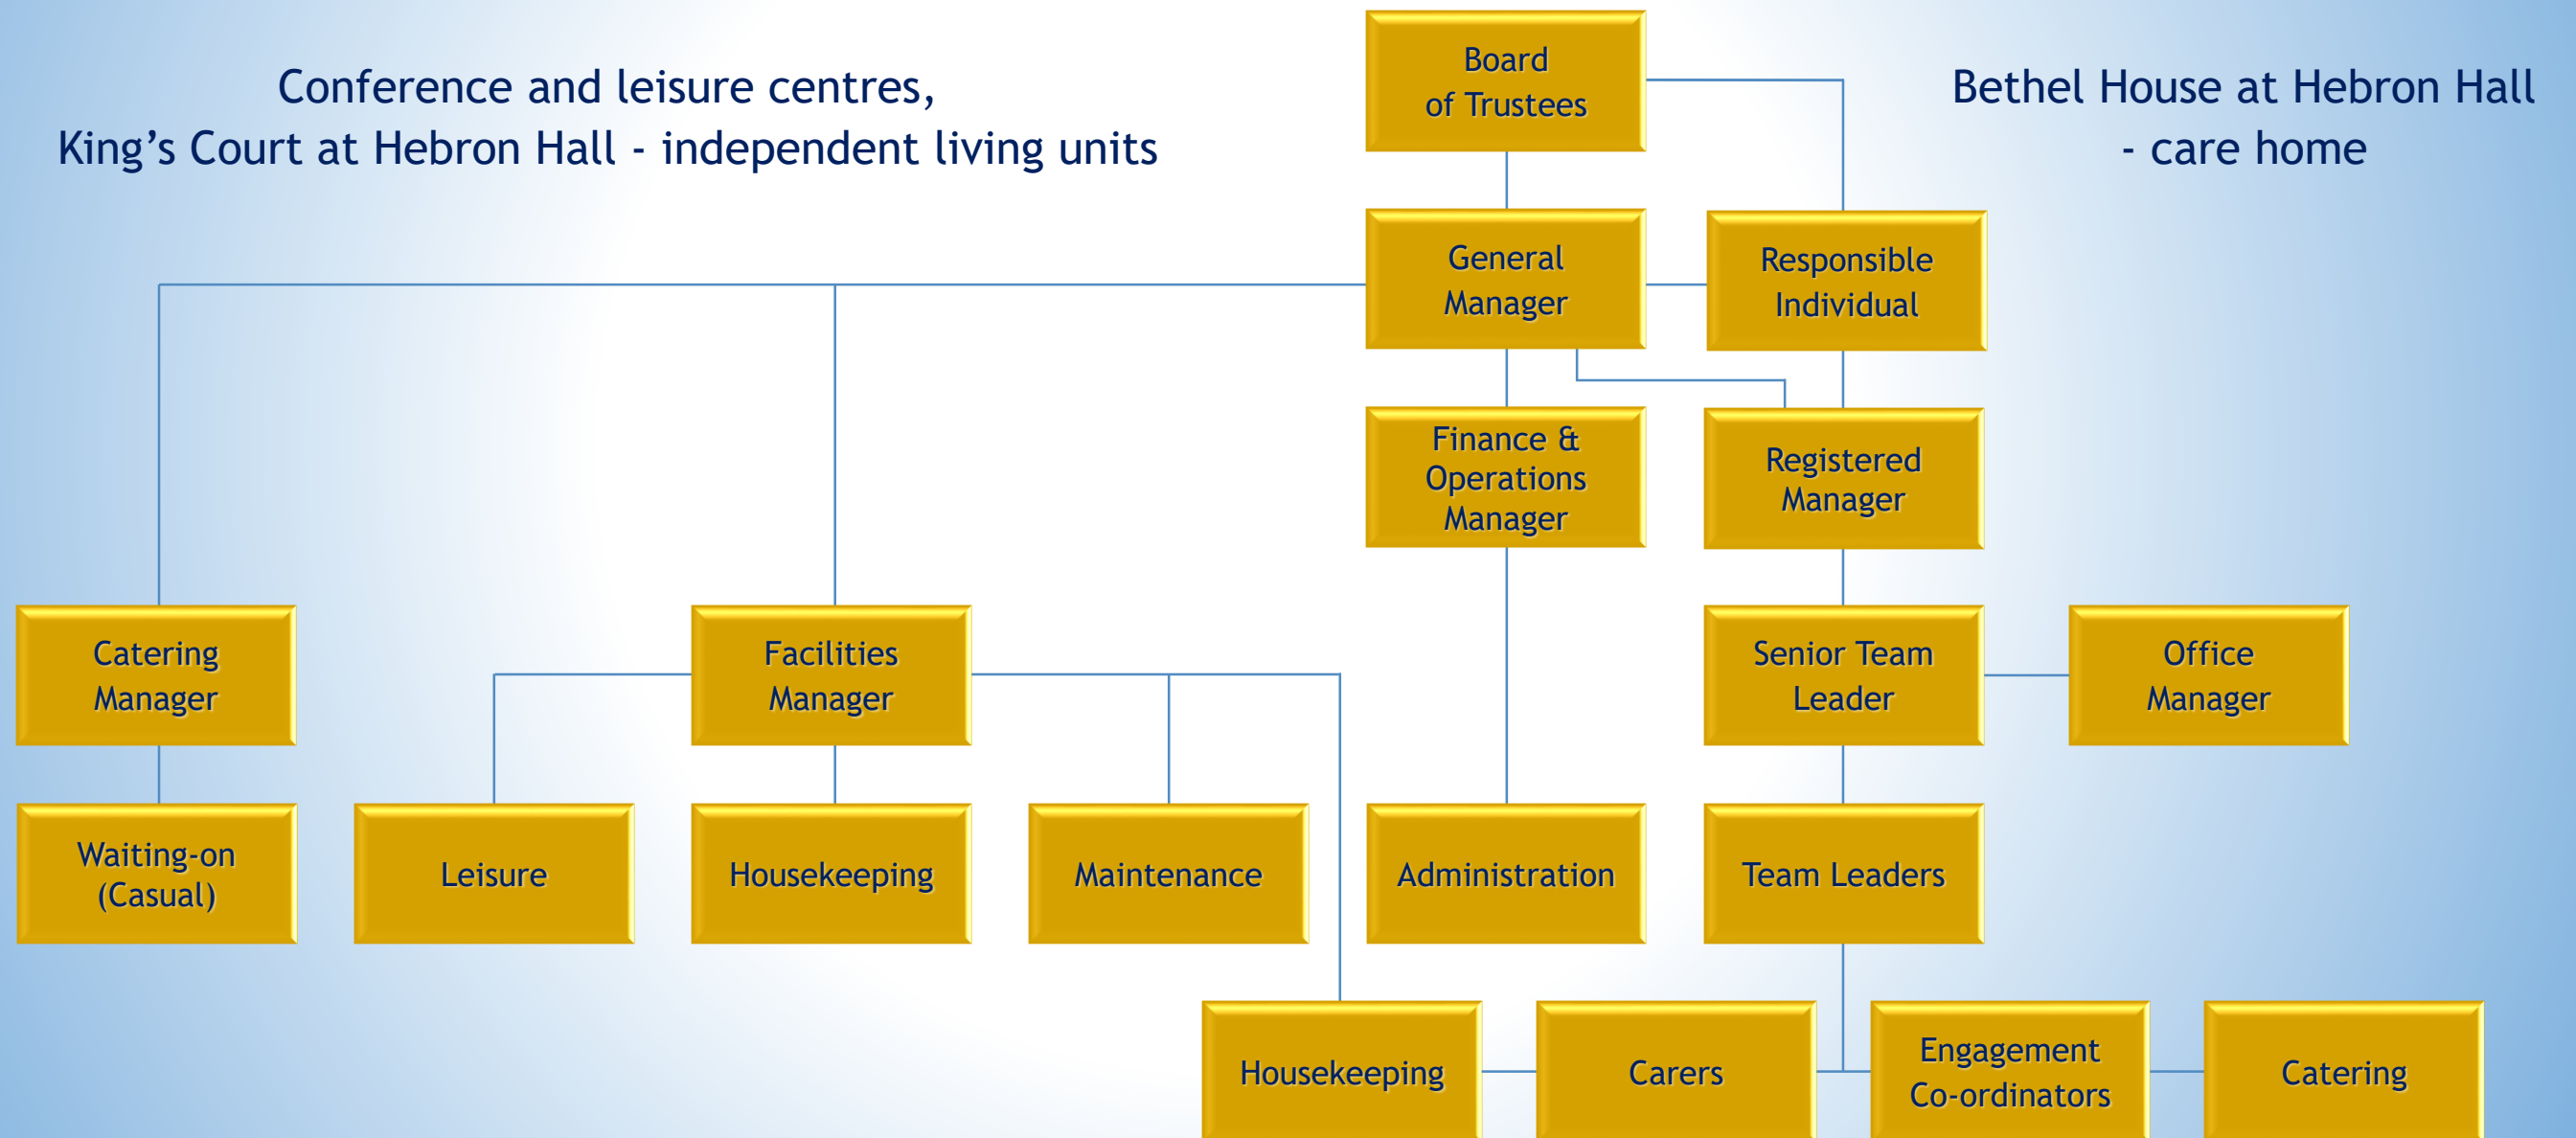 Conference and leisure centres,
King’s Court at Hebron Hall - independent living units
Board
of Trustees
Bethel House at Hebron Hall
- care home
General
Manager
Responsible
Individual
Finance &
Operations
Manager
Registered
Manager
Catering
Manager
Facilities
Manager
Senior Team
Leader
Office
Manager
Waiting-on
(Casual)
Leisure
Housekeeping
Maintenance
Administration
Team Leaders
Housekeeping
Carers
Engagement
Co-ordinators
Catering